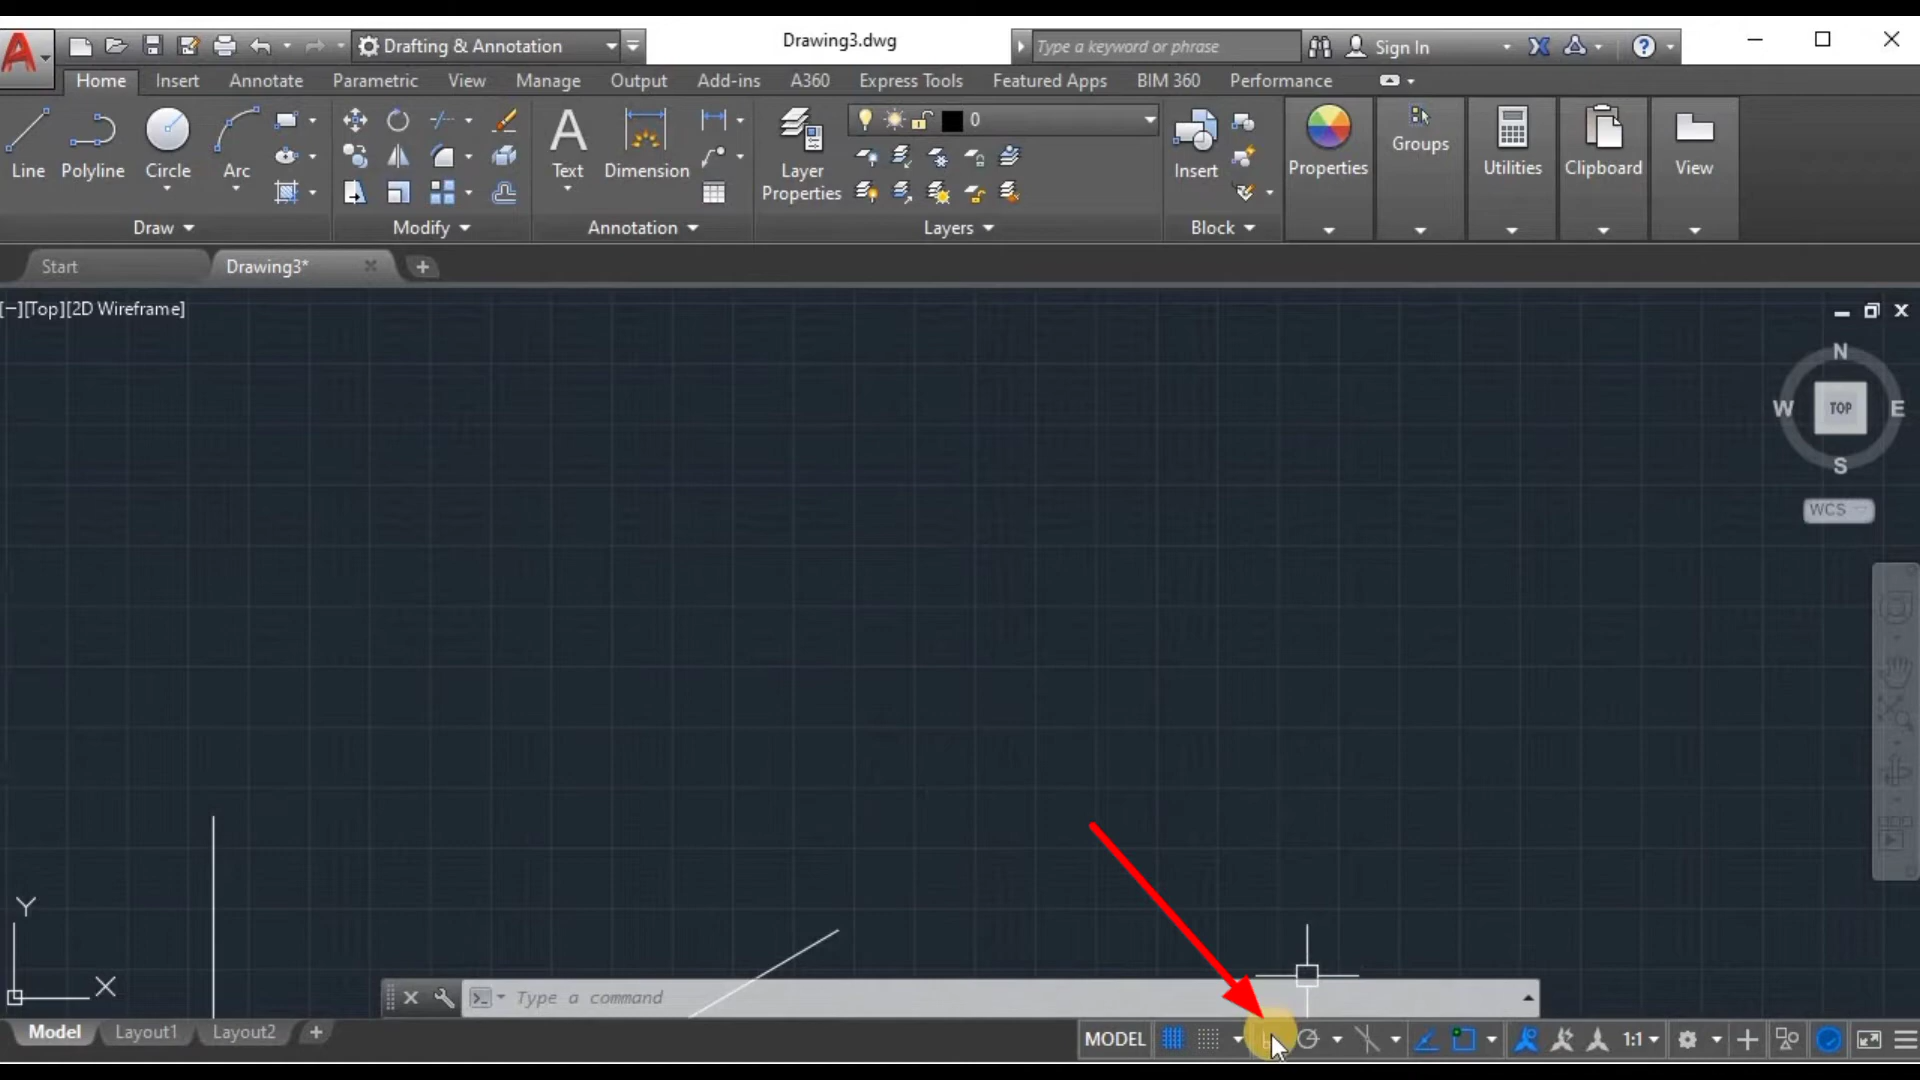 Drafting & Annotation
Drawing3.dwg
Type a keyword or phrase
Sign In
Home Insert Annotate Parametric View Manage Output Add-ins A360 Express Tools Featured Apps BIM 360 Performance
0
Line Polyline Circle Arc Text Dimension Layer Properties Insert Properties Groups Utilities Clipboard View
Draw Modify Annotation Layers Block
Start Drawing3*
[−][Top][2D Wireframe]
N
W TOP E
S
WCS
Y
X
Type a command
Model Layout1 Layout2
MODEL 1:1